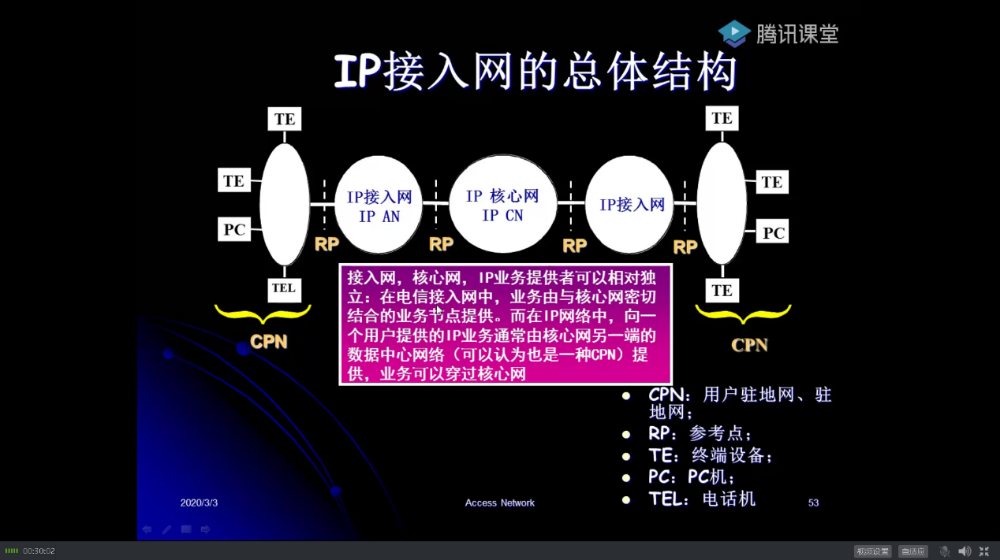 腾讯课堂
IP接入网的总体结构
TE
TE
TE
TE
PC
TEL
TE
PC
TE
IP接入网
IP AN
IP 核心网
IP CN
IP接入网
RP
RP
RP
RP
接入网，核心网，IP业务提供者可以相对独
立：在电信接入网中，业务由与核心网密切
结合的业务节点提供。而在IP网络中，向一
个用户提供的IP业务通常由核心网另一端的
数据中心网络（可以认为也是一种CPN）提
供，业务可以穿过核心网
CPN
CPN
CPN：用户驻地网、驻
地网；
RP：参考点；
TE：终端设备；
PC：PC机；
TEL：电话机
2020/3/3
Access Network
53
00:30:02
视频设置
自适应